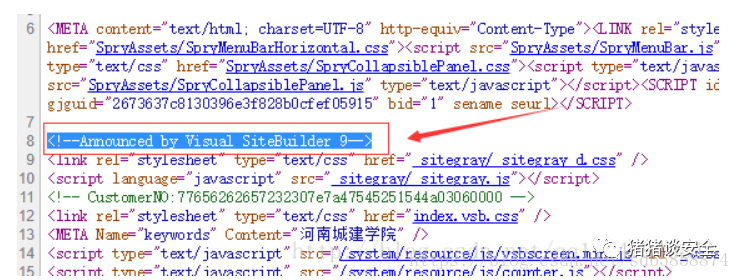 6 <META content="text/html; charset=UTF-8" http-equiv="Content-Type"><LINK rel="style
href="SpryAssets/SpryMenuBarHorizontal.css"><script src="SpryAssets/SpryMenuBar.js"
type="text/css" href="SpryAssets/SpryCollapsiblePanel.css"><script type="text/javas
src="SpryAssets/SpryCollapsiblePanel.js" type="text/javascript"></script><SCRIPT id
gjguid="2673637c8130396e3f828b0cfef05915" bid="1" sename seurl></SCRIPT>
7
8 <!--Announced by Visual SiteBuilder 9-->
9 <link rel="stylesheet" type="text/css" href="_sitegray/_sitegray_d.css" />
10 <script language="javascript" src="_sitegray/_sitegray.js"></script>
11 <!-- CustomerNO:77656262657232307e7a47545251544a03060000 -->
12 <link rel="stylesheet" type="text/css" href="index.vsb.css" />
13 <META Name="keywords" Content="河南城建学院" />
14 <script type="text/javascript" src="/system/resource/js/vsbscreen.min.js"
15 <script type="text/javascript" src="/system/resource/js/counter.js"></script>
猪猪谈安全